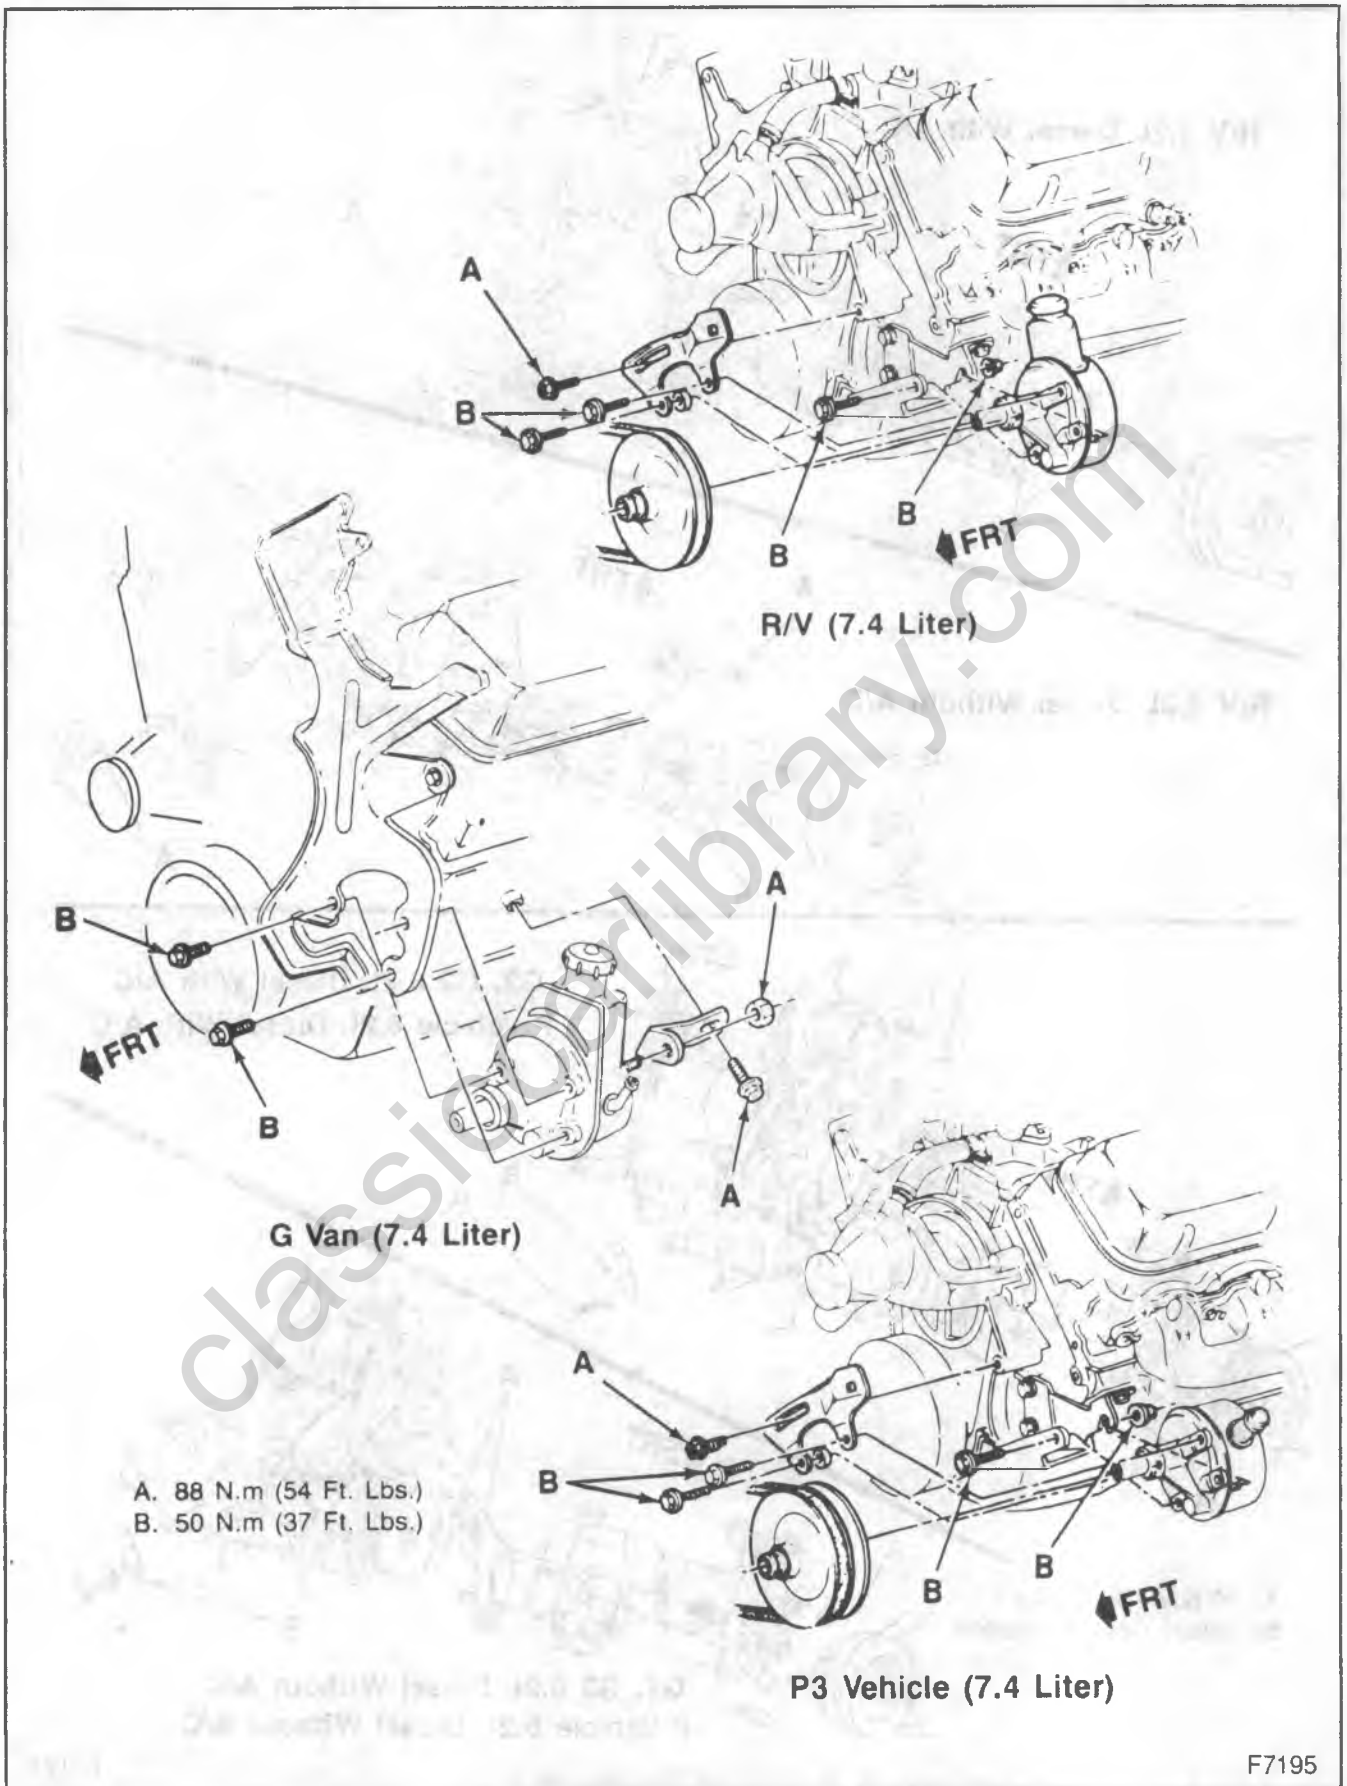 A
B
B
B
FRT
R/V (7.4 Liter)
A
B
FRT
B
A
G Van (7.4 Liter)
A
B
A. 88 N.m (54 Ft. Lbs.)
B. 50 N.m (37 Ft. Lbs.)
B
B
FRT
P3 Vehicle (7.4 Liter)
F7195
classiccarlibrary.com